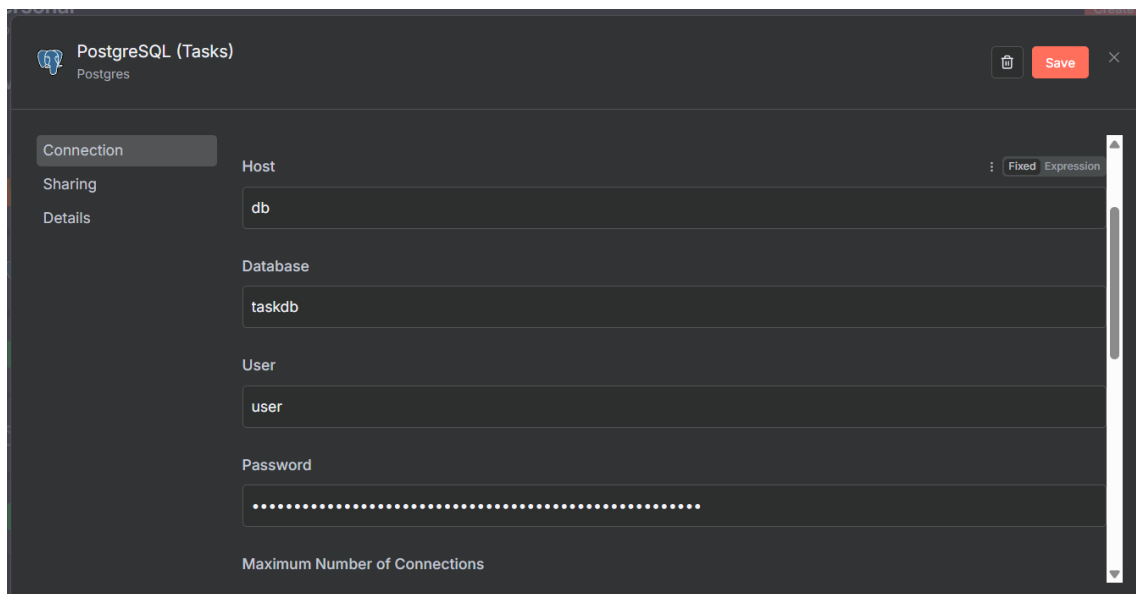 PostgreSQL (Tasks)
Postgres
Save
Connection
Sharing
Details
Host
Fixed Expression
db
Database
taskdb
User
user
Password
••••••••••••••••••••••••••••••••••••••••••••••••••••••
Maximum Number of Connections